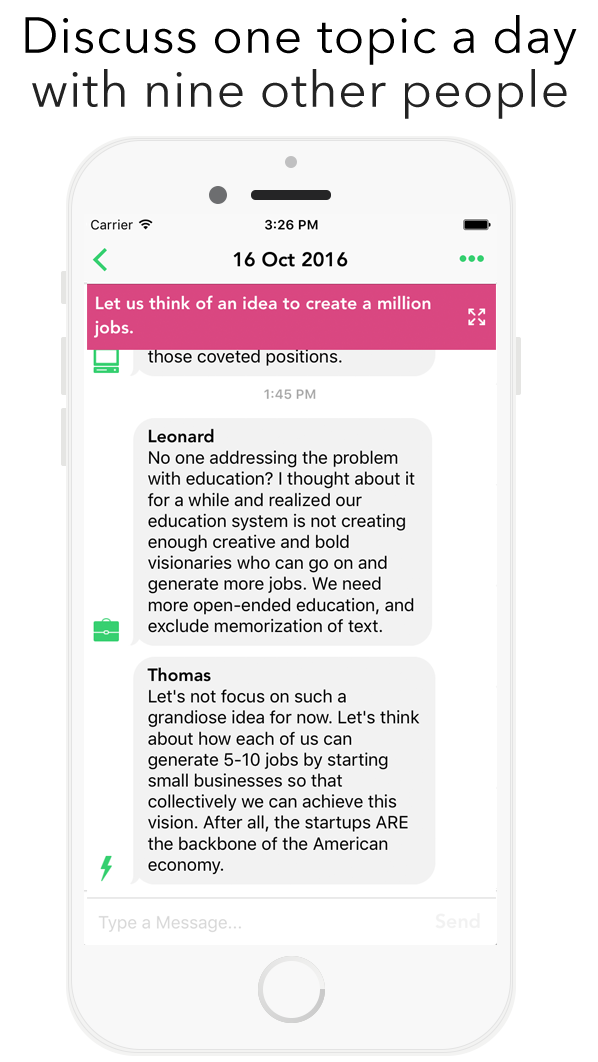 Discuss one topic a day
with nine other people
Carrier 3:26 PM
16 Oct 2016
Let us think of an idea to create a million
jobs.
those coveted positions.
1:45 PM
Leonard
No one addressing the problem
with education? I thought about it
for a while and realized our
education system is not creating
enough creative and bold
visionaries who can go on and
generate more jobs. We need
more open-ended education, and
exclude memorization of text.
Thomas
Let's not focus on such a
grandiose idea for now. Let's think
about how each of us can
generate 5-10 jobs by starting
small businesses so that
collectively we can achieve this
vision. After all, the startups ARE
the backbone of the American
economy.
Type a Message... Send